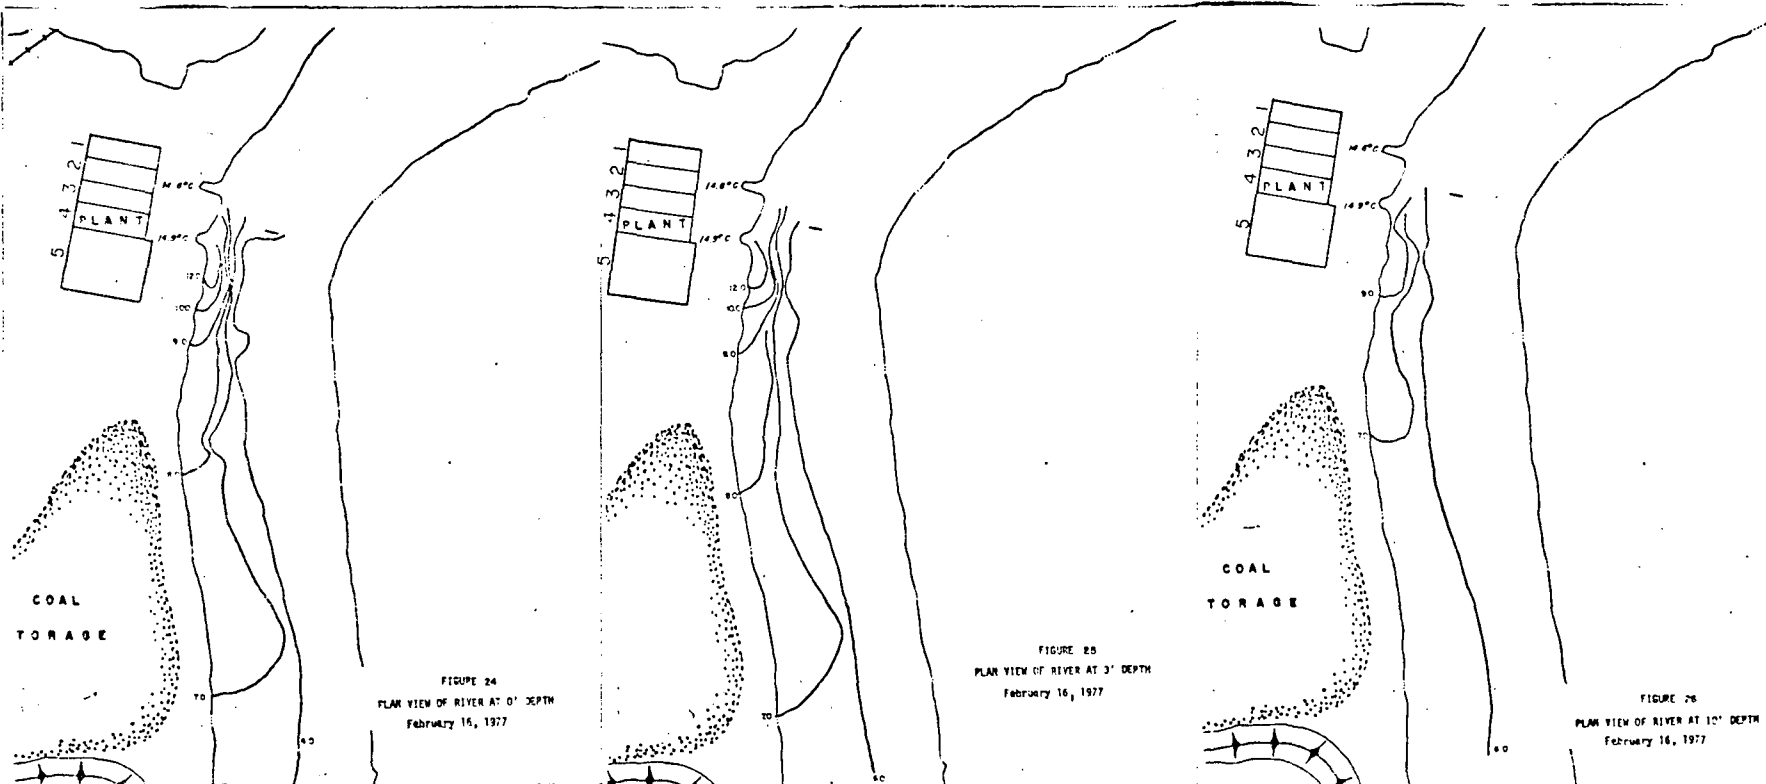 1
2
3
4
5
PLANT
14.9°C
12.0
10.0
9.0
COAL
TORAGE
7.0
6.0
FIGURE 24
PLAN VIEW OF RIVER AT 0' DEPTH
February 16, 1977
1
2
3
4
5
PLANT
14.8°C
14.9°C
12.0
10.0
8.0
7.0
6.0
FIGURE 25
PLAN VIEW OF RIVER AT 3' DEPTH
February 16, 1977
1
2
3
4
5
PLANT
14.8°C
14.9°C
9.0
7.0
COAL
TORAGE
6.0
FIGURE 26
PLAN VIEW OF RIVER AT 10' DEPTH
February 16, 1977